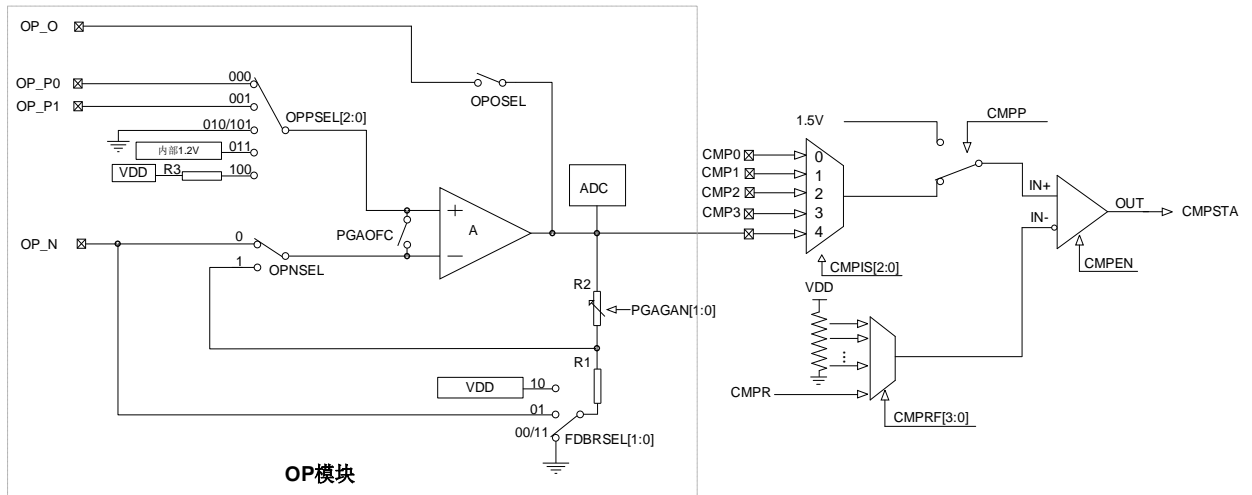 OP_O
OP_P0
OP_P1
000
001
010/101
011
100
OPPSEL[2:0]
内部1.2V
VDD
R3
OPOSEL
OP_N
0
1
OPNSEL
PGAOFC
+
A
−
ADC
R2
PGAGAN[1:0]
R1
VDD
10
01
00/11
FDBRSEL[1:0]
OP模块
1.5V
CMPP
CMP0
CMP1
CMP2
CMP3
0
1
2
3
4
CMPIS[2:0]
IN+
IN-
OUT
CMPSTA
CMPEN
VDD
...
CMPR
CMPRF[3:0]